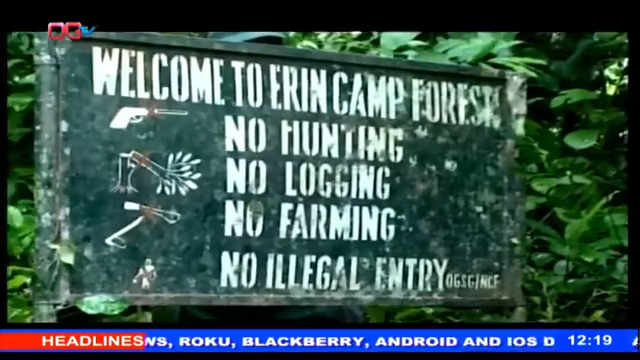 OGTV
WELCOME TO ERIN CAMP FOREST
NO HUNTING
NO LOGGING
NO FARMING
NO ILLEGAL ENTRY
HEADLINES WS, ROKU, BLACKBERRY, ANDROID AND IOS D 12:19